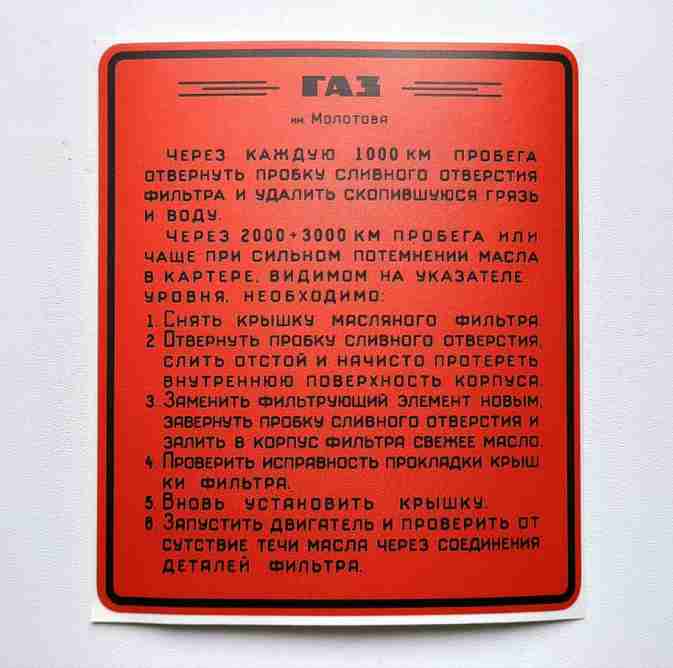 ГАЗ
им. Молотова
Через каждую 1000 км пробега
отвернуть пробку сливного отверстия
фильтра и удалить скопившуюся грязь
и воду.
Через 2000÷3000 км пробега или
чаще при сильном потемнении масла
в картере, видимом на указателе
уровня, необходимо:
1. Снять крышку масляного фильтра.
2 Отвернуть пробку сливного отверстия,
слить отстой и начисто протереть
внутреннюю поверхность корпуса.
3. Заменить фильтрующий элемент новым,
завернуть пробку сливного отверстия и
залить в корпус фильтра свежее масло.
4. Проверить исправность прокладки крыш
ки фильтра.
5. Вновь установить крышку.
6 Запустить двигатель и проверить от
сутствие течи масла через соединения
деталей фильтра.